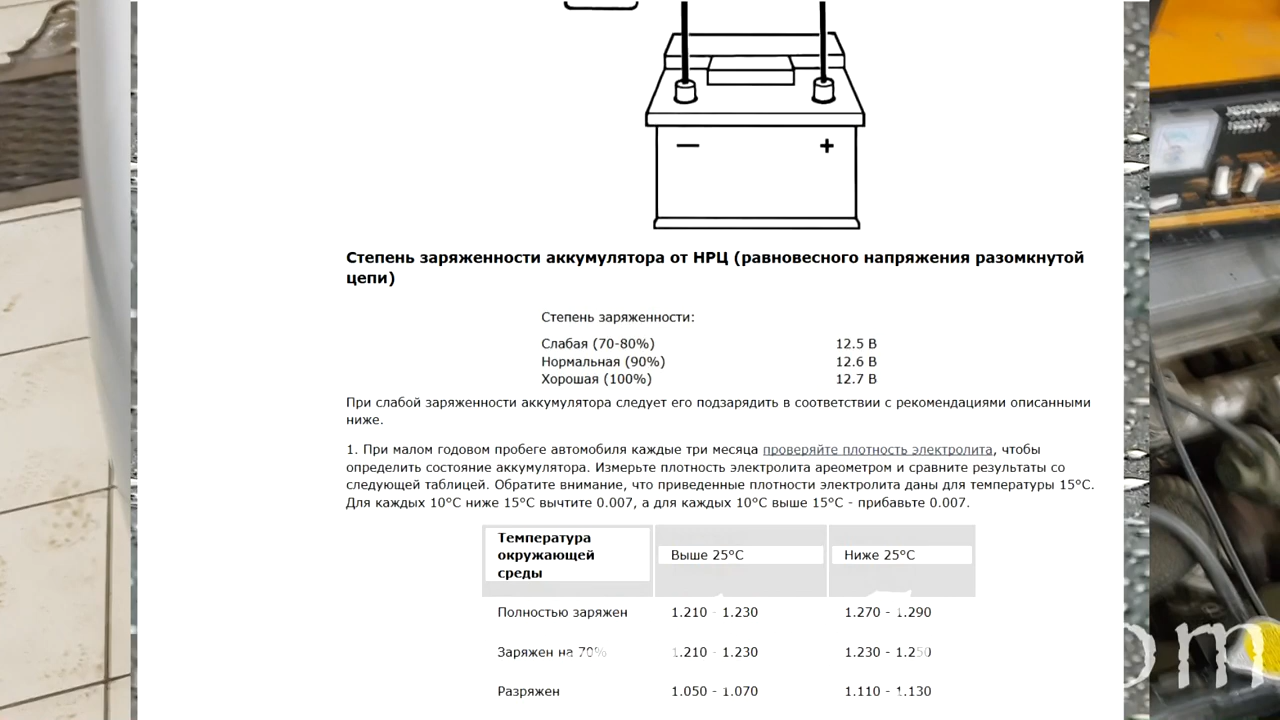 — +
Степень заряженности аккумулятора от НРЦ (равновесного напряжения разомкнутой
цепи)
Степень заряженности:
Слабая (70-80%) 12.5 В
Нормальная (90%) 12.6 В
Хорошая (100%) 12.7 В
При слабой заряженности аккумулятора следует его подзарядить в соответствии с рекомендациями описанными
ниже.
1. При малом годовом пробеге автомобиля каждые три месяца проверяйте плотность электролита, чтобы
определить состояние аккумулятора. Измерьте плотность электролита ареометром и сравните результаты со
следующей таблицей. Обратите внимание, что приведенные плотности электролита даны для температуры 15°C.
Для каждых 10°C ниже 15°C вычтите 0.007, а для каждых 10°C выше 15°C - прибавьте 0.007.
Температура
окружающей
среды
Выше 25°C
Ниже 25°C
Полностью заряжен 1.210 - 1.230 1.270 - 1.290
Заряжен на 70% 1.210 - 1.230 1.230 - 1.250
Разряжен 1.050 - 1.070 1.110 - 1.130
om